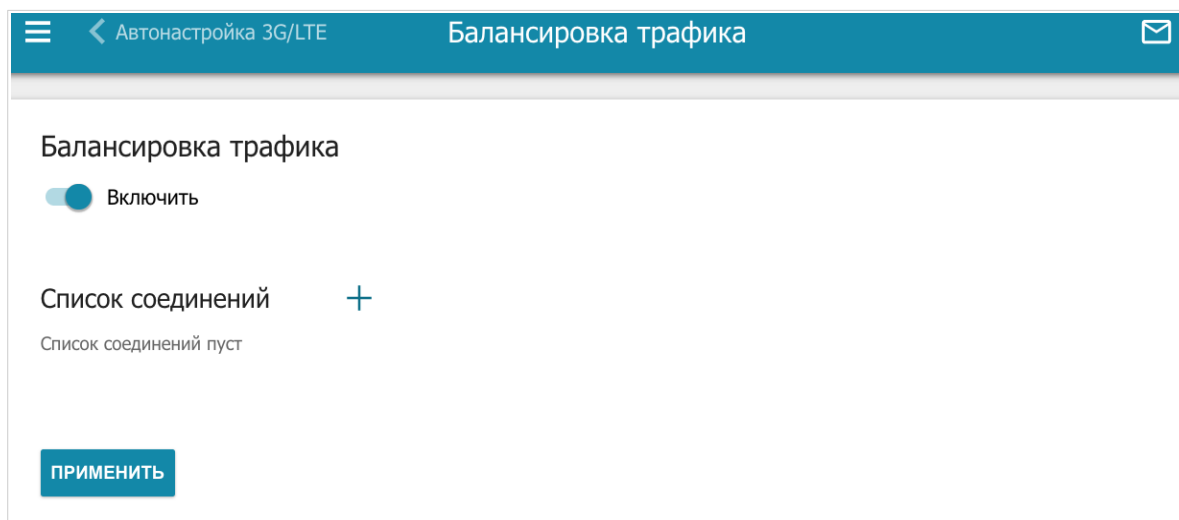 Автонастройка 3G/LTE
Балансировка трафика
Балансировка трафика
Включить
Список соединений
Список соединений пуст
ПРИМЕНИТЬ